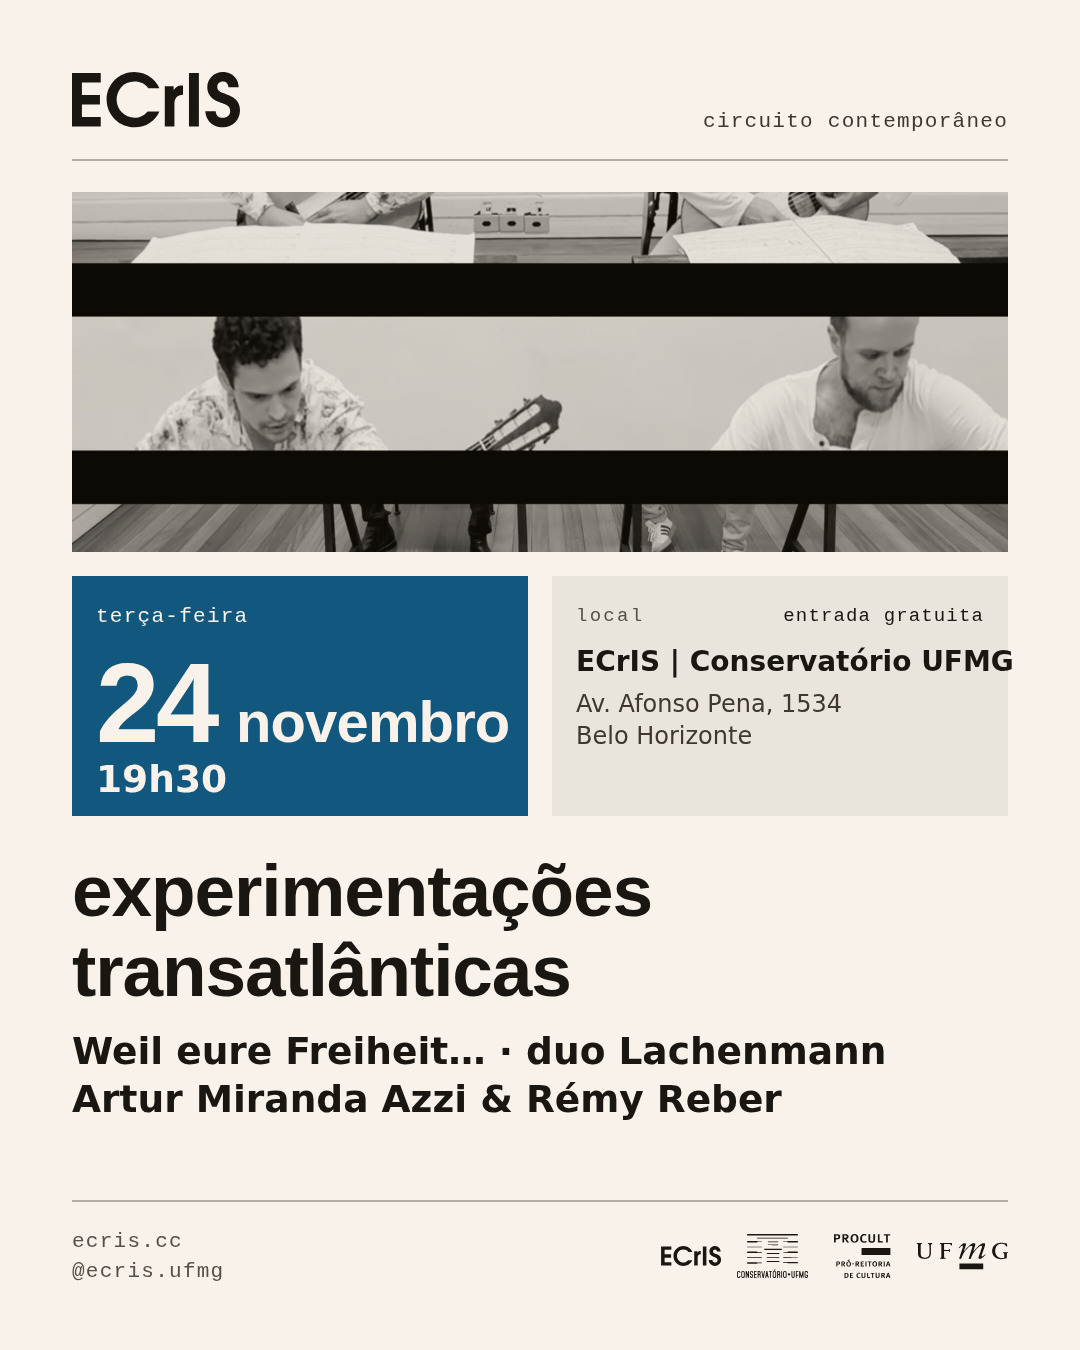 ECrIS
circuito contemporâneo
terça-feira
24 novembro
19h30
local
entrada gratuita
ECrIS | Conservatório UFMG
Av. Afonso Pena, 1534
Belo Horizonte
experimentações
transatlânticas
Weil eure Freiheit… · duo Lachenmann
Artur Miranda Azzi & Rémy Reber
ecris.cc
@ecris.ufmg
ECrIS
CONSERVATÓRIO•UFMG
PROCULT
PRÓ-REITORIA
DE CULTURA
UFmG